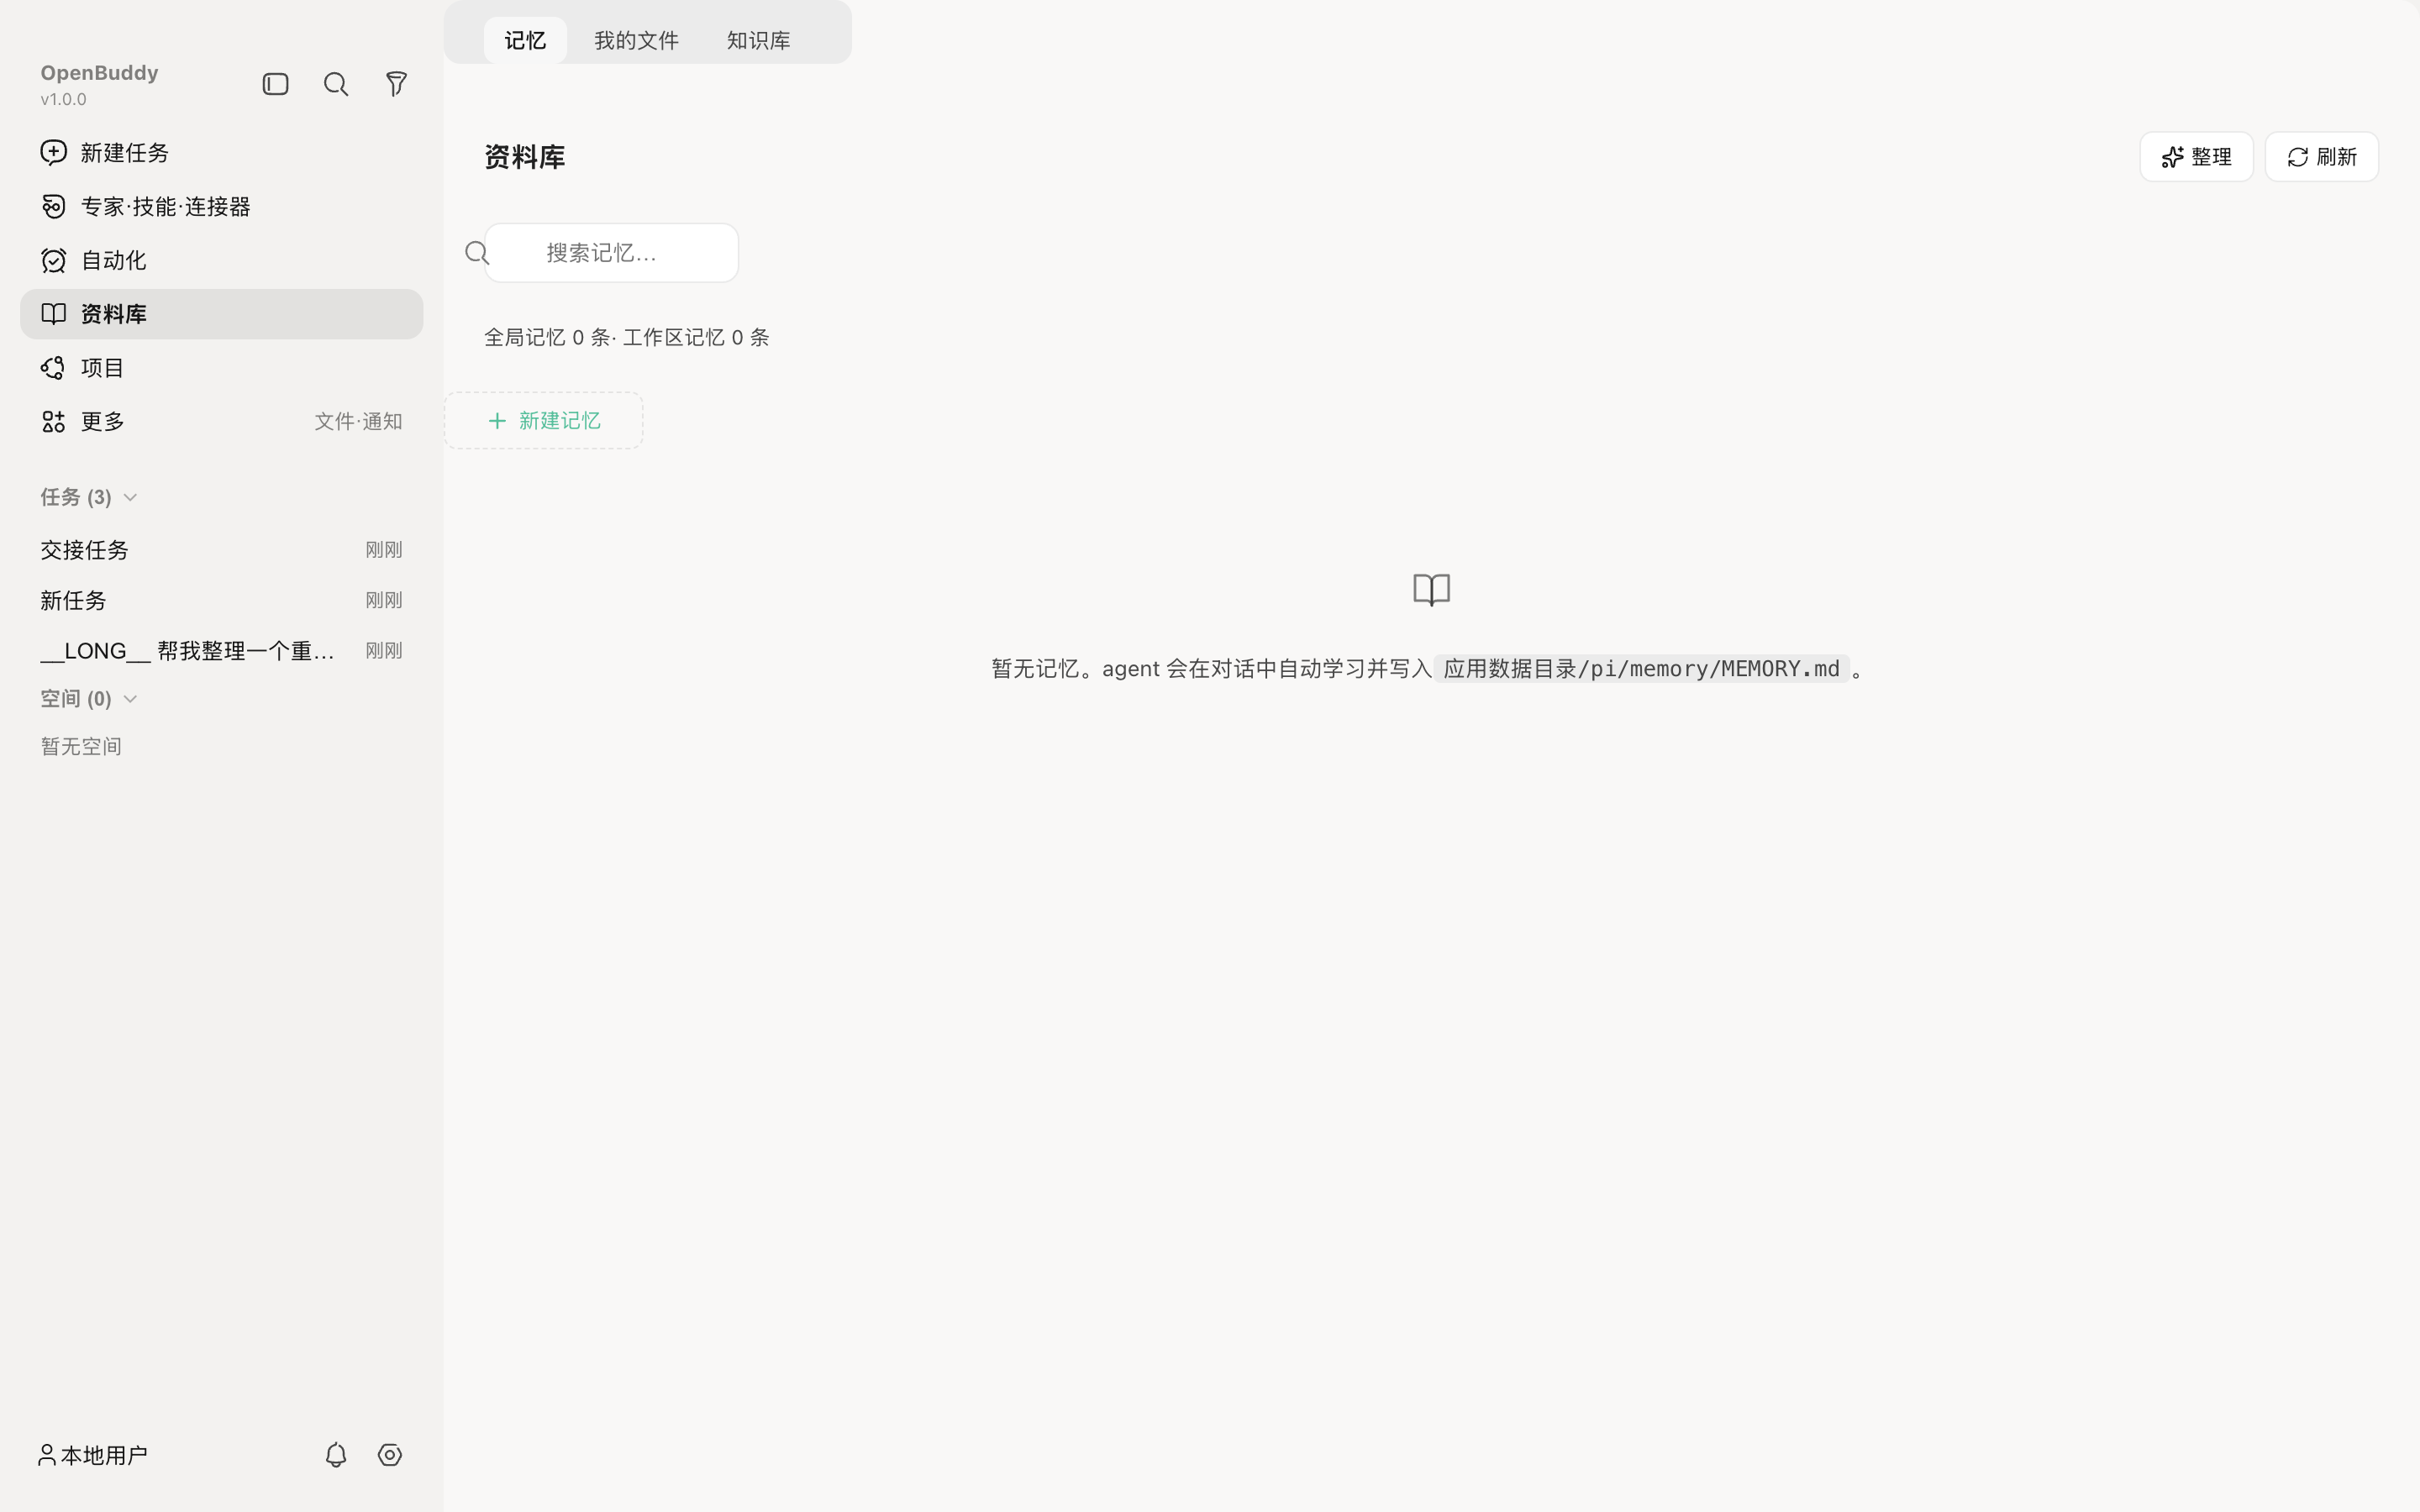 OpenBuddy
v1.0.0
新建任务
专家·技能·连接器
自动化
资料库
项目
更多 文件·通知
任务 (3)
交接任务 刚刚
新任务 刚刚
__LONG__ 帮我整理一个重... 刚刚
空间 (0)
暂无空间
本地用户
记忆 我的文件 知识库
资料库
整理 刷新
搜索记忆...
全局记忆 0 条· 工作区记忆 0 条
新建记忆
暂无记忆。agent 会在对话中自动学习并写入 应用数据目录/pi/memory/MEMORY.md 。